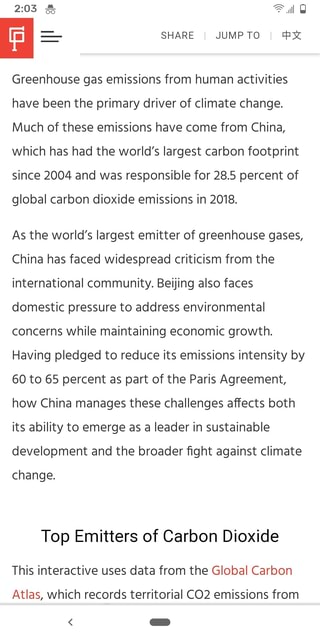 2:03
SHARE | JUMP TO | 中文
Greenhouse gas emissions from human activities
have been the primary driver of climate change.
Much of these emissions have come from China,
which has had the world's largest carbon footprint
since 2004 and was responsible for 28.5 percent of
global carbon dioxide emissions in 2018.
As the world's largest emitter of greenhouse gases,
China has faced widespread criticism from the
international community. Beijing also faces
domestic pressure to address environmental
concerns while maintaining economic growth.
Having pledged to reduce its emissions intensity by
60 to 65 percent as part of the Paris Agreement,
how China manages these challenges affects both
its ability to emerge as a leader in sustainable
development and the broader fight against climate
change.
Top Emitters of Carbon Dioxide
This interactive uses data from the Global Carbon
Atlas, which records territorial CO2 emissions from